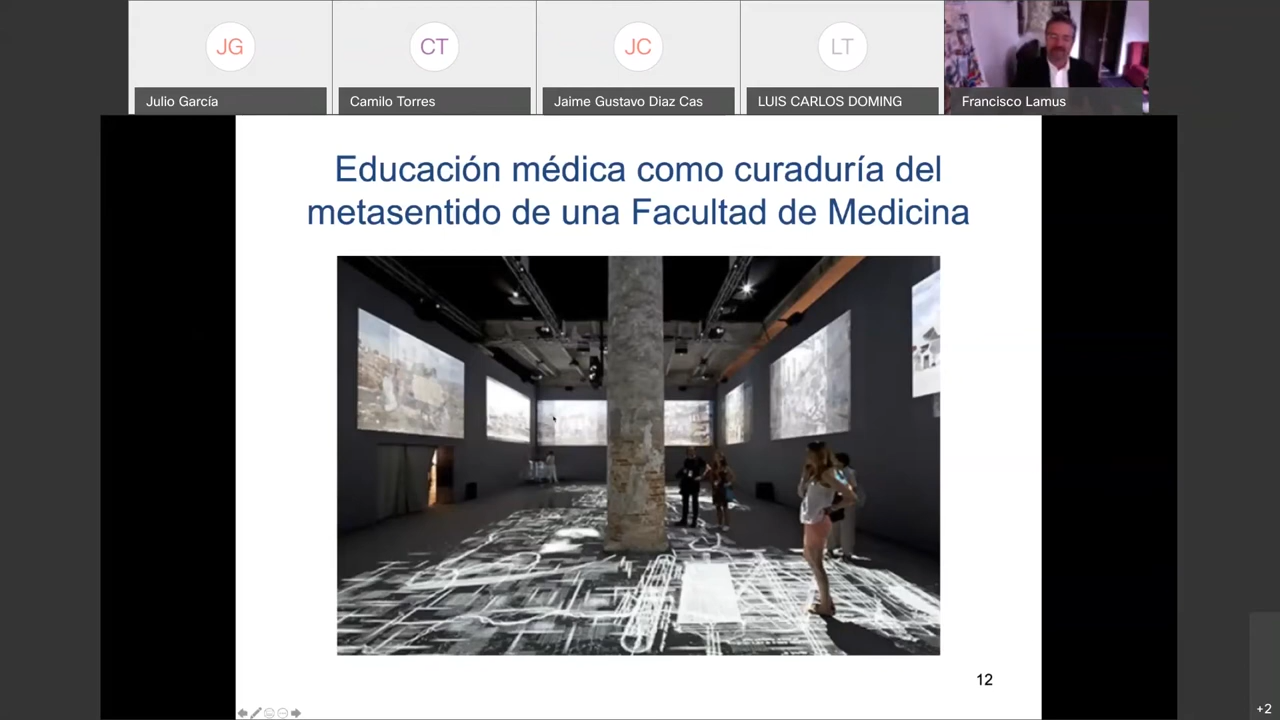 JG
CT
JC
LT
Julio García
Camilo Torres
Jaime Gustavo Diaz Cas
LUIS CARLOS DOMING
Francisco Lamus
Educación médica como curaduría del
metasentido de una Facultad de Medicina
12
+2